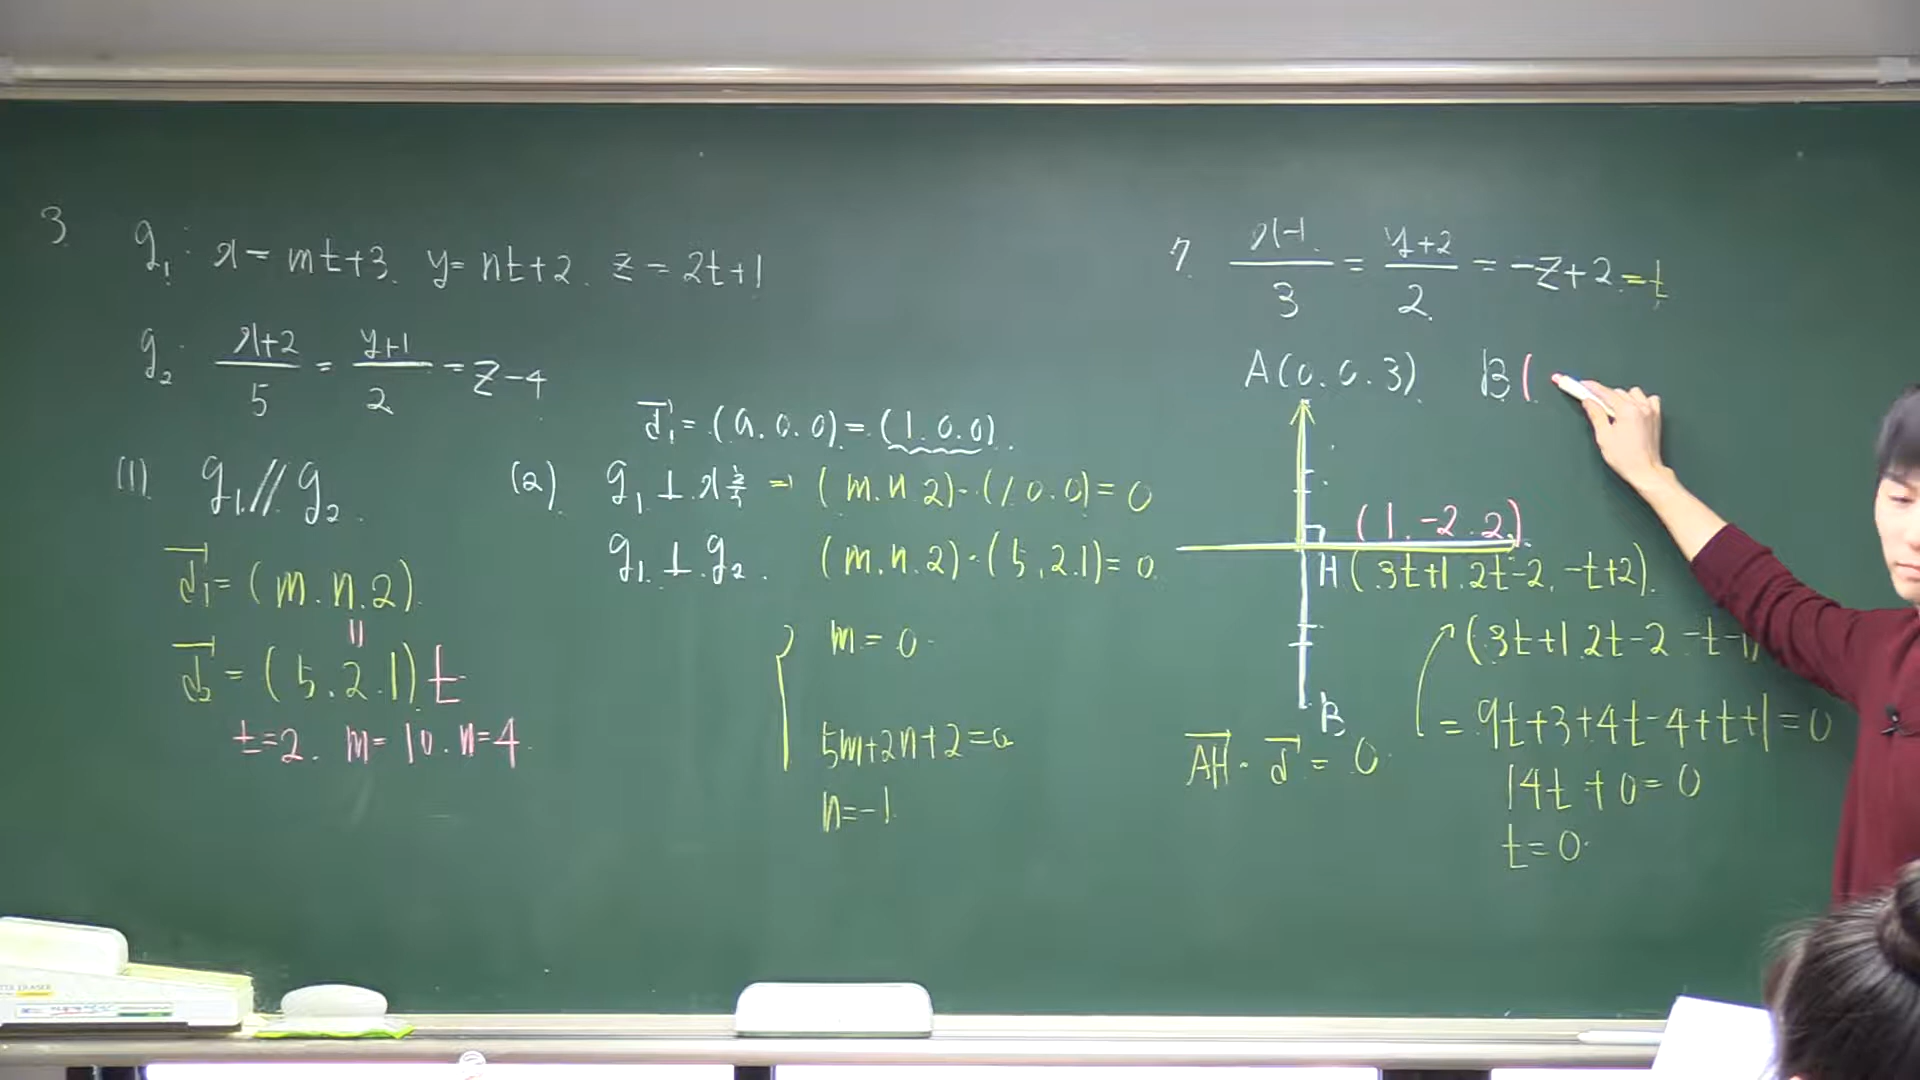 3. g₁: x = mt+3. y = nt+2. z = 2t+1
g₂: (x+2)/5 = (y+1)/2 = z-4
d₁ = (a.0.0) = (1.0.0).
(1) g₁ // g₂.
d₁ = (m.n.2).
॥
d₂ = (5.2.1)t
t=2. m=10. n=4.
(2) g₁ ⊥ x축 ⇒ (m.n.2)·(1.0.0) = 0
g₁ ⊥ g₂. (m.n.2)·(5.2.1) = 0.
{ m = 0.
5m+2n+2=0
n=-1
7. (x-1)/3 = (y+2)/2 = -z+2 = t
A(0.0.3). B(
(1.-2.2)
H(3t+1.2t-2.-t+2).
(3t+1.2t-2.-t-1)
B
AH · d = 0.
= 9t+3+4t-4+t+1=0
14t+0=0
t=0.